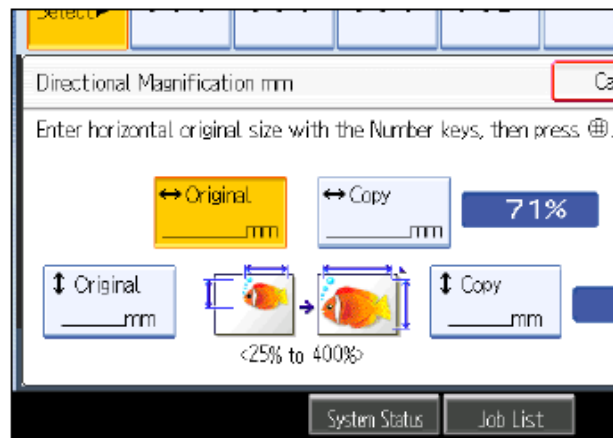 Select►
Directional Magnification mm
Ca
Enter horizontal original size with the Number keys, then press ⊕.
↔ Original
mm
↔ Copy
mm
71%
↕ Original
mm
↕ Copy
mm
<25% to 400%>
System Status
Job List